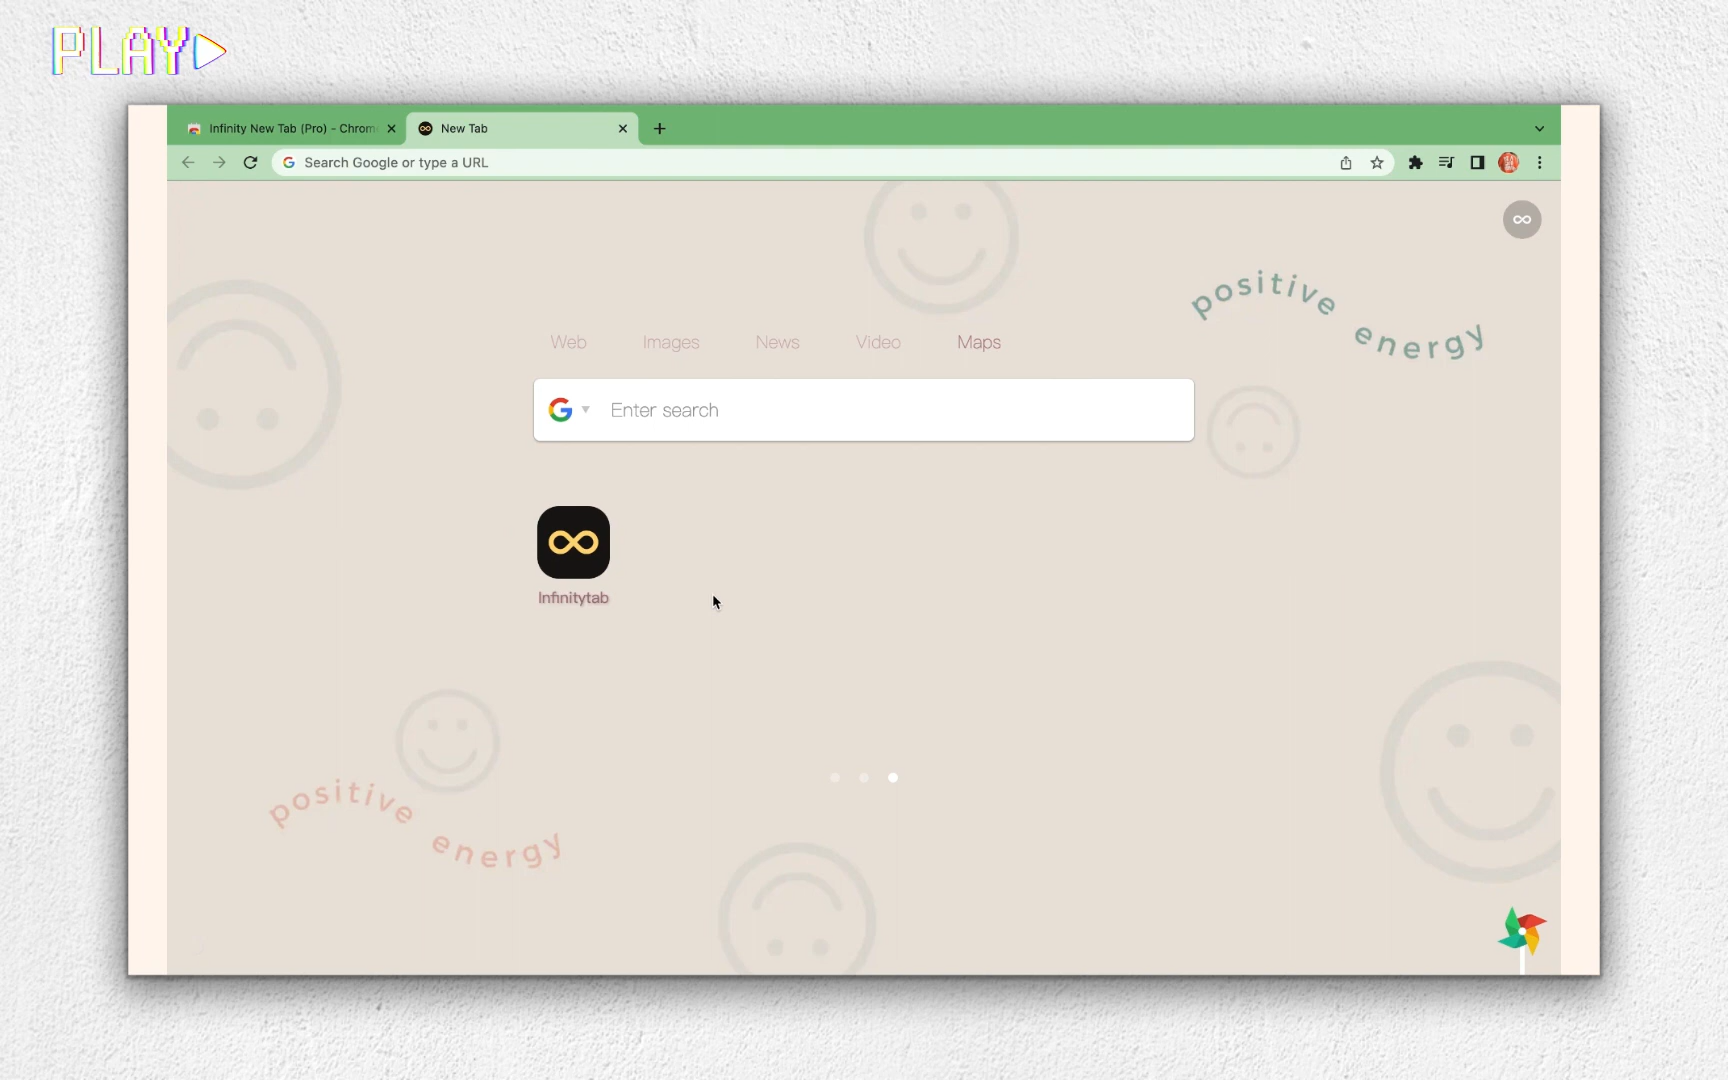 PLAY
Infinity New Tab (Pro) - Chrom
New Tab
Search Google or type a URL
positive energy
Web Images News Video Maps
Enter search
Infinitytab
positive energy